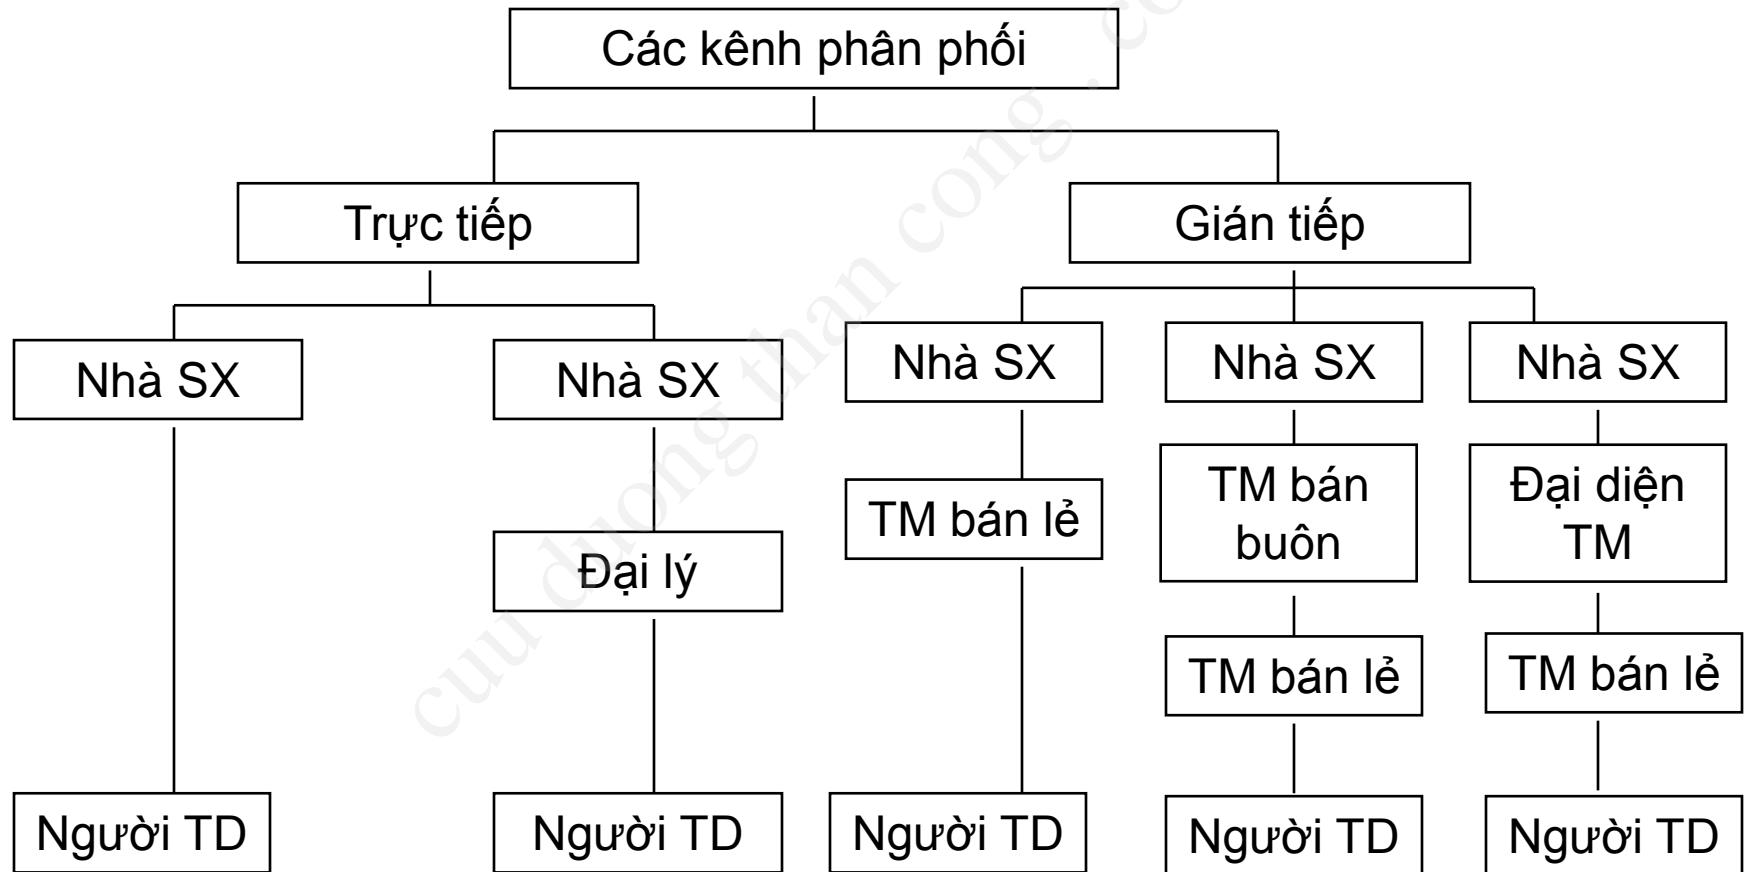 Các kênh phân phối
Trực tiếp
Gián tiếp
Nhà SX
Nhà SX
Nhà SX
Nhà SX
Nhà SX
TM bán lẻ
TM bán
buôn
Đại diện
TM
Đại lý
TM bán lẻ
TM bán lẻ
Người TD
Người TD
Người TD
Người TD
Người TD
cuu duong than cong . co